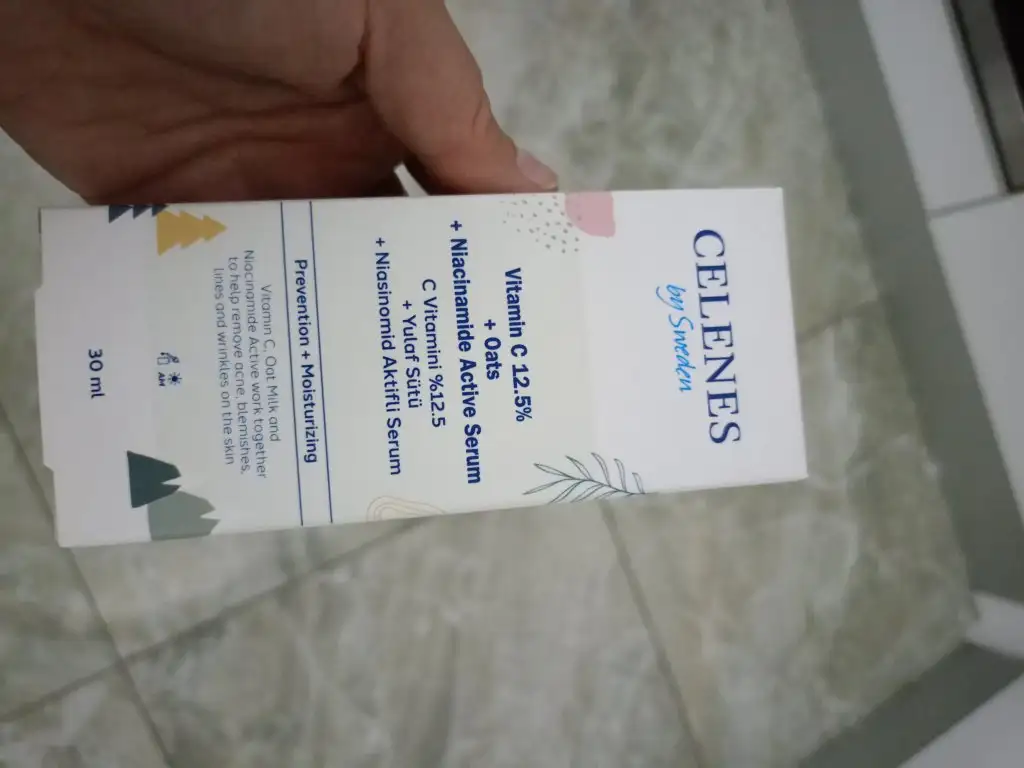 CELENES
by Sweden
Vitamin C 12.5%
+ Oats
+ Niacinamide Active Serum
C Vitamini %12.5
+ Yulaf Sütü
+ Niasinomid Aktifli Serum
Prevention + Moisturizing
Vitamin C, Oat Milk and
Niacinamide Active work together
to help remove acne, blemishes,
lines and wrinkles on the skin
AM
30 ml